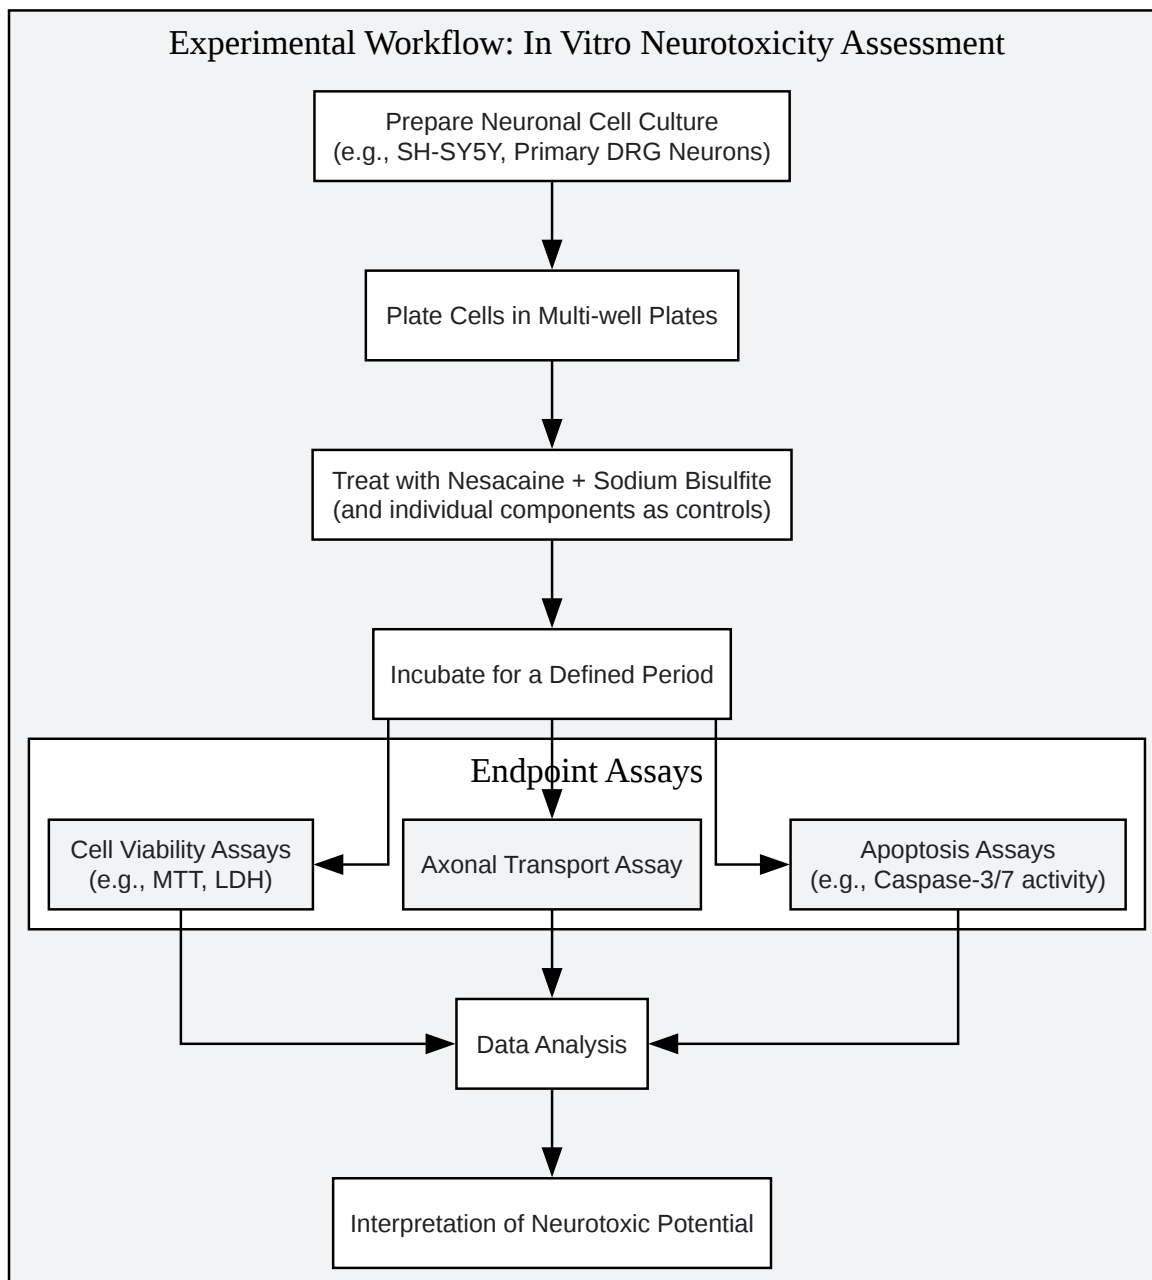 Experimental Workflow: In Vitro Neurotoxicity Assessment
Prepare Neuronal Cell Culture
(e.g., SH-SY5Y, Primary DRG Neurons)
Plate Cells in Multi-well Plates
Treat with Nesacaine + Sodium Bisulfite
(and individual components as controls)
Incubate for a Defined Period
Endpoint Assays
Cell Viability Assays
(e.g., MTT, LDH)
Axonal Transport Assay
Apoptosis Assays
(e.g., Caspase-3/7 activity)
Data Analysis
Interpretation of Neurotoxic Potential